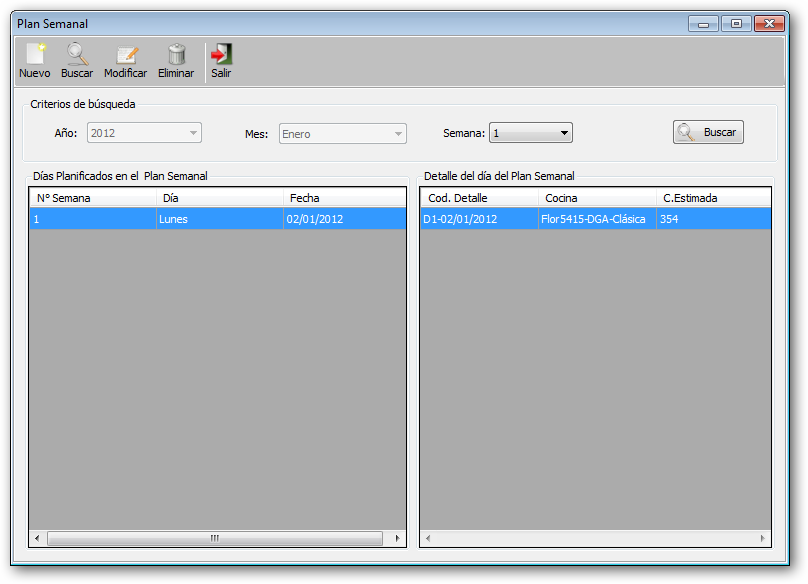 Plan Semanal
Nuevo Buscar Modificar Eliminar Salir
Criterios de búsqueda
Año: 2012 Mes: Enero Semana: 1 Buscar
Días Planificados en el Plan Semanal
Nº Semana Día Fecha
1 Lunes 02/01/2012
Detalle del día del Plan Semanal
Cod. Detalle Cocina C.Estimada
D1-02/01/2012 Flor5415-DGA-Clásica 354